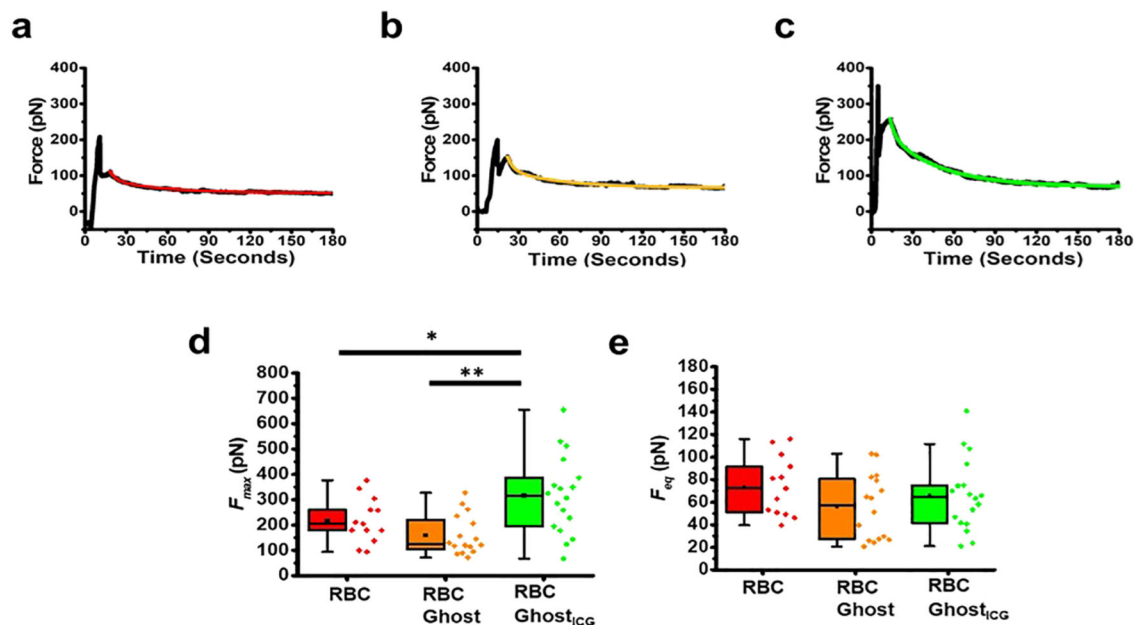 a
b
c
400
300
200
100
0
Force (pN)
0 30 60 90 120 150 180
Time (Seconds)
400
300
200
100
0
Force (pN)
0 30 60 90 120 150 180
Time (Seconds)
400
300
200
100
0
Force (pN)
0 30 60 90 120 150 180
Time (Seconds)
d
*
**
800
700
600
500
400
300
200
100
0
Fmax (pN)
RBC
RBC
Ghost
RBC
GhostICG
e
180
160
140
120
100
80
60
40
20
0
Feq (pN)
RBC
RBC
Ghost
RBC
GhostICG